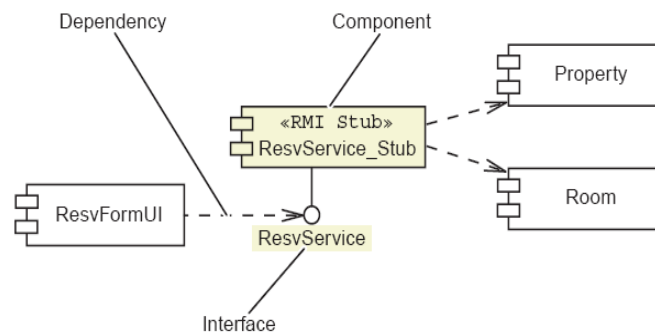 Dependency
Component
Property
«RMI Stub»
ResvService_Stub
Room
ResvFormUI
ResvService
Interface